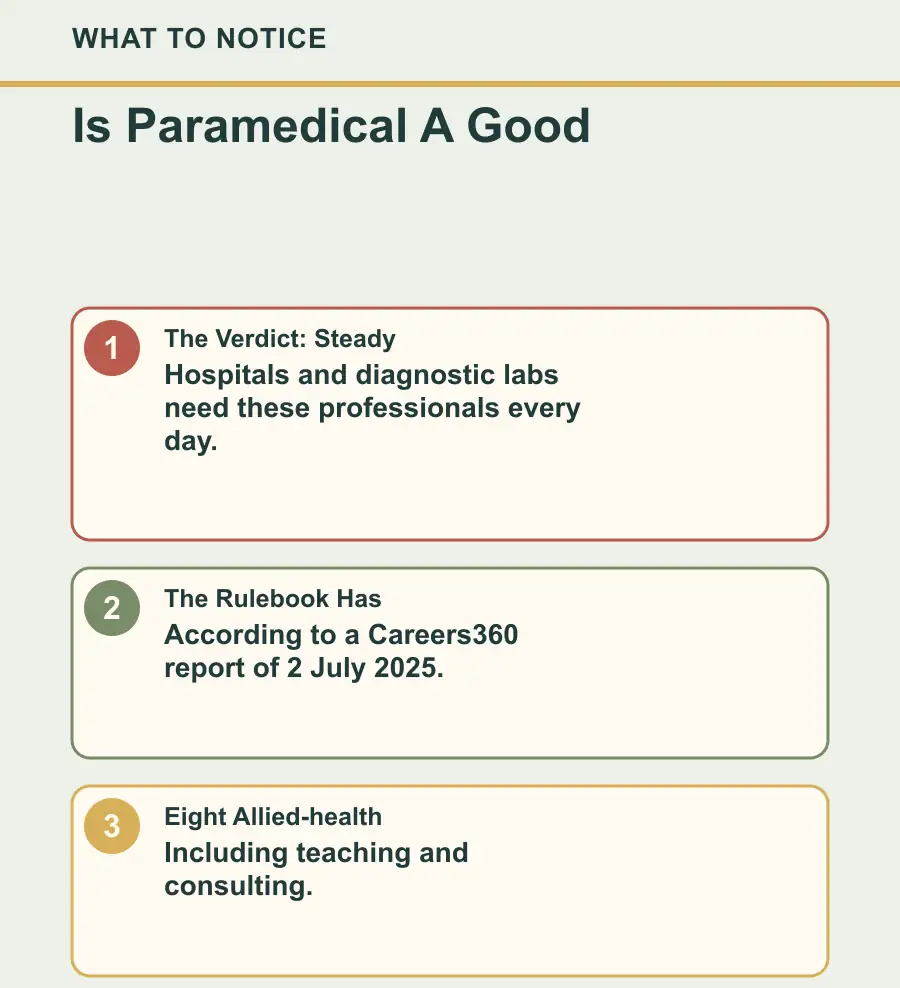 WHAT TO NOTICE
Is Paramedical A Good
1
The Verdict: Steady
Hospitals and diagnostic labs
need these professionals every
day.
2
The Rulebook Has
According to a Careers360
report of 2 July 2025.
3
Eight Allied-health
Including teaching and
consulting.